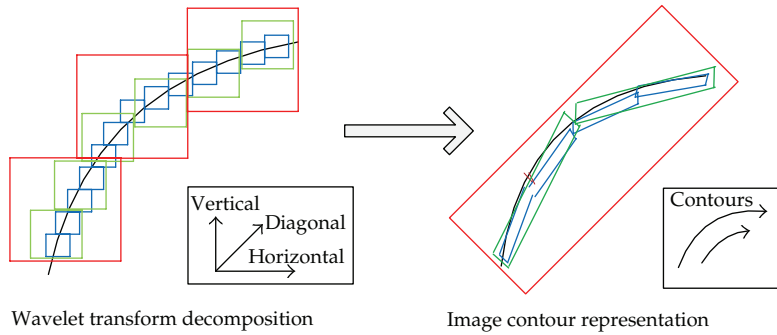 Vertical
Diagonal
Horizontal
Contours
Wavelet transform decomposition
Image contour representation